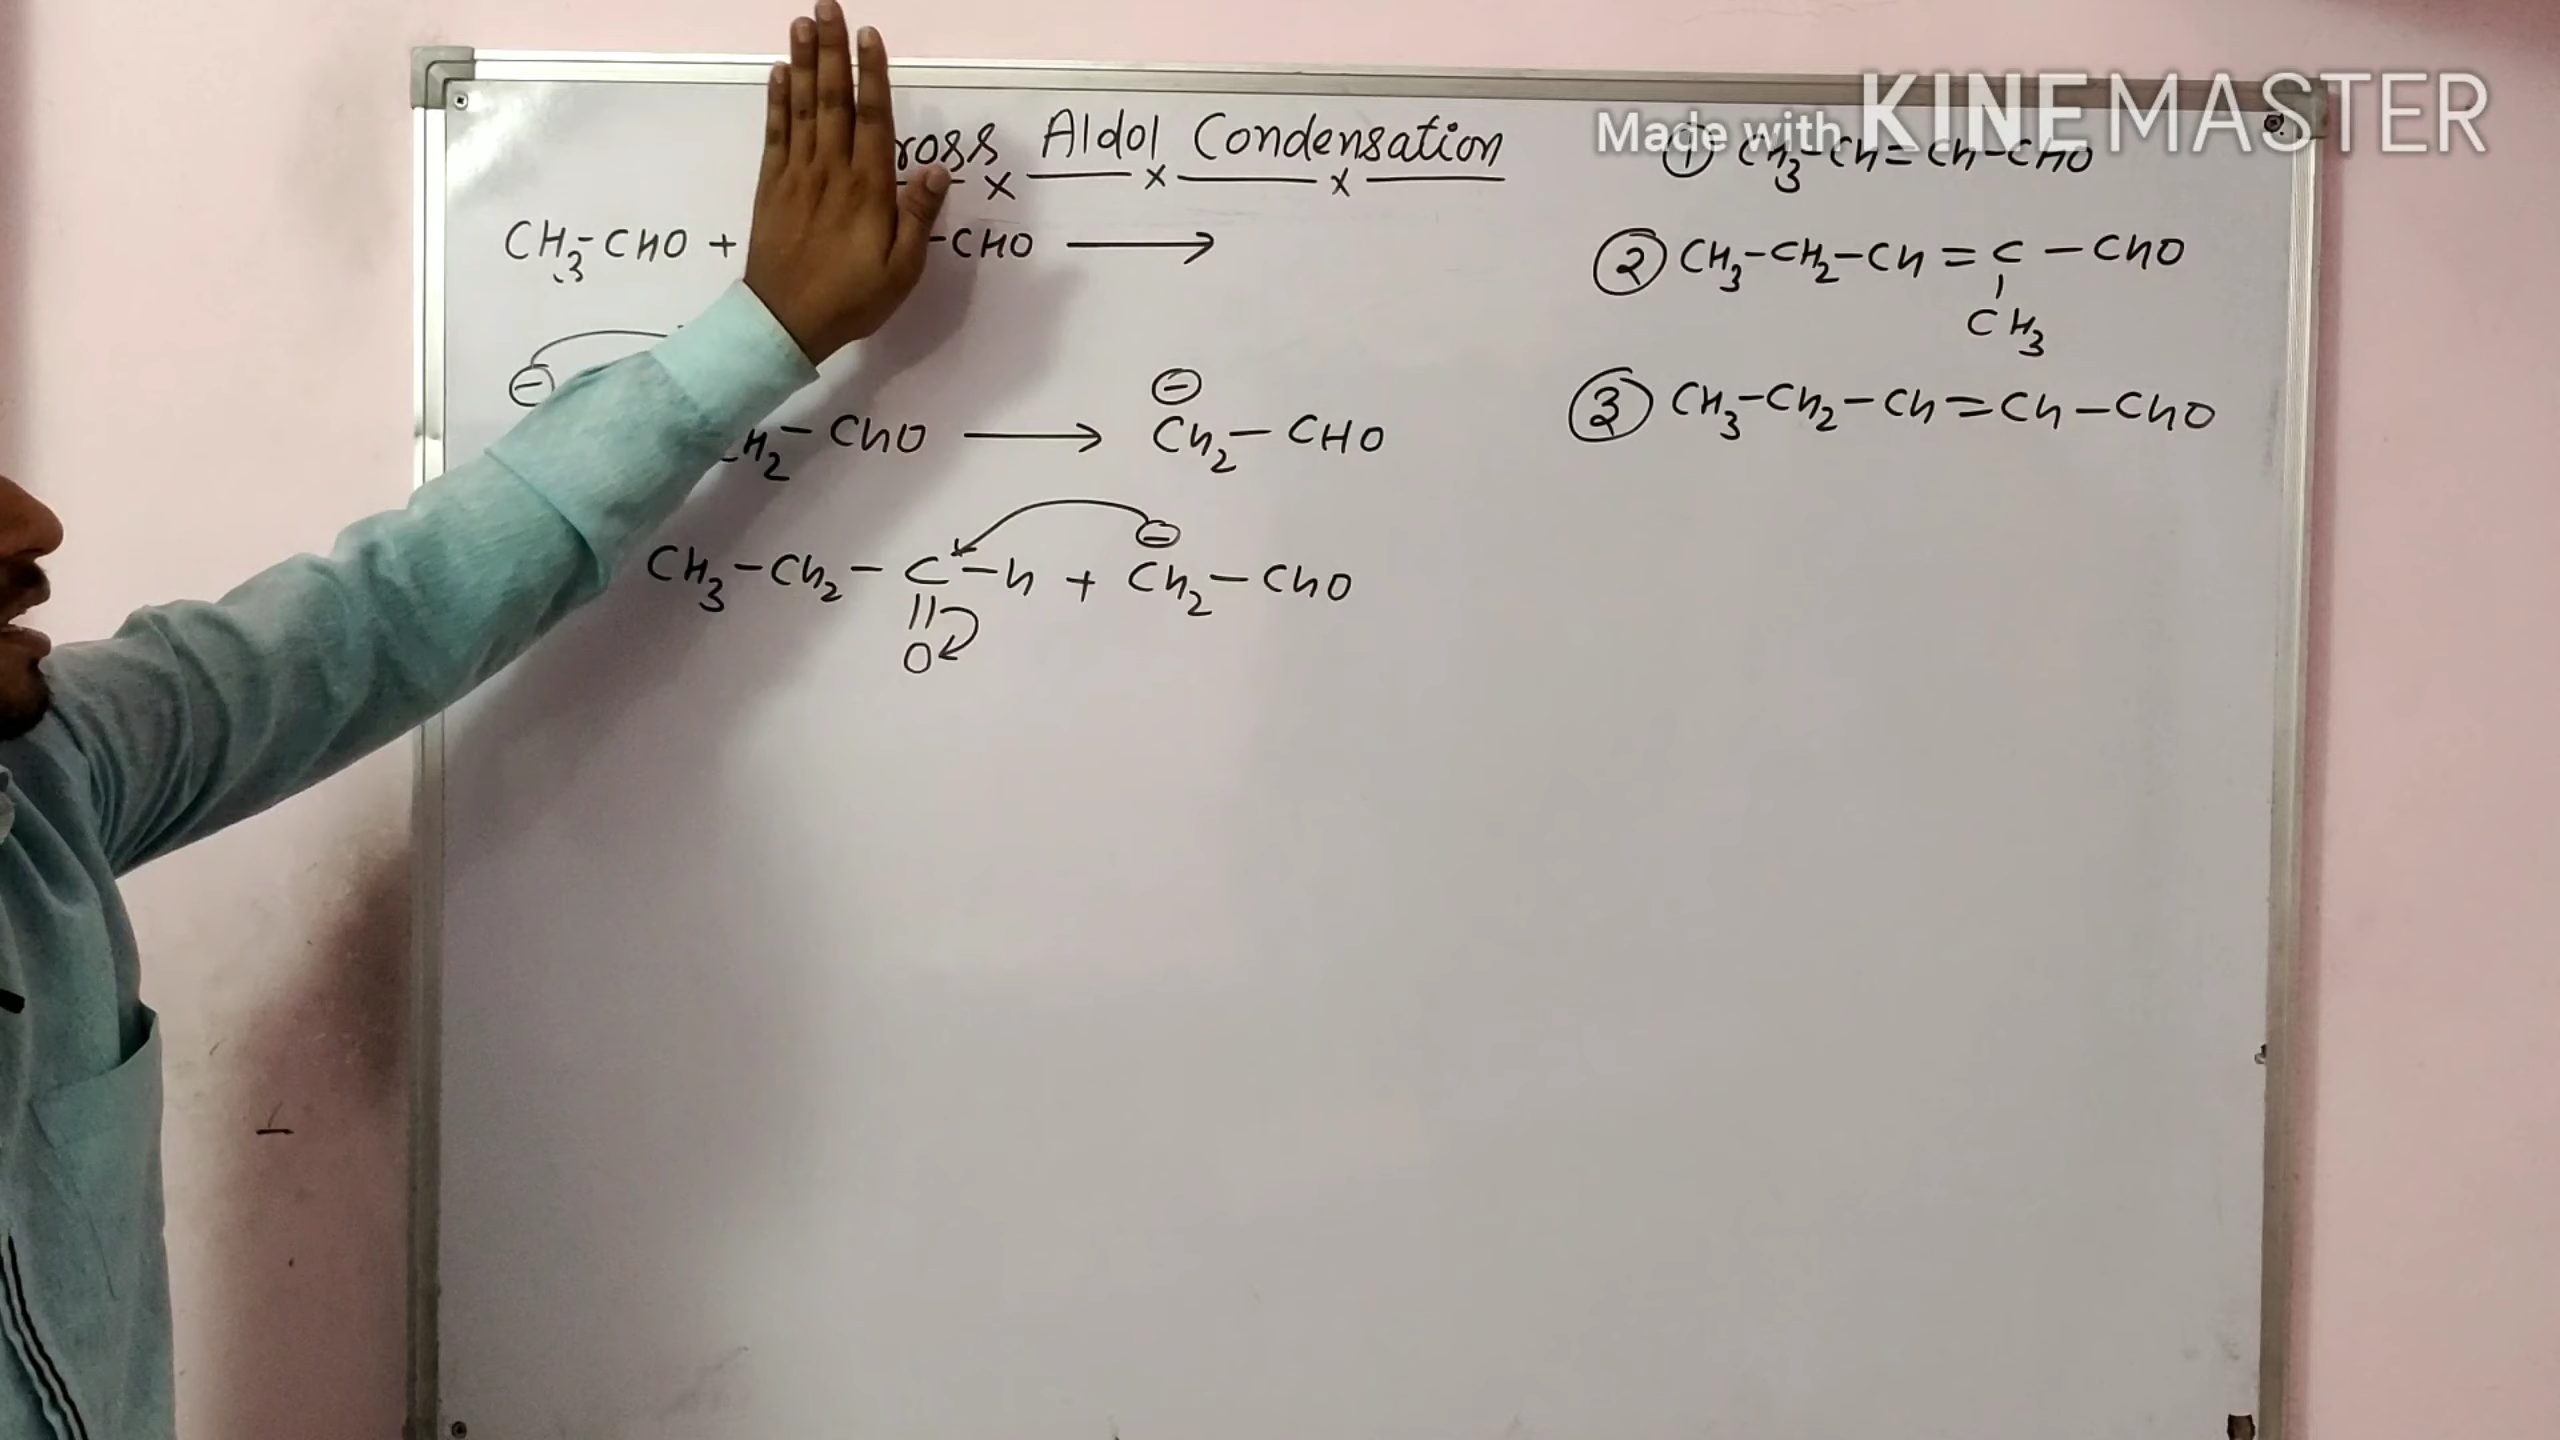 Made with KINEMASTER
Aldol Condensation
x x x
CH₃-CHO + -CHO ⟶
⊖
H₂-CHO ⟶ CH₂-CHO
⊖
⊖
CH₃-CH₂-C-H + CH₂-CHO
||
O
① CH₃-CH=CH-CHO
② CH₃-CH₂-CH=C-CHO
|
CH₃
③ CH₃-CH₂-CH=CH-CHO